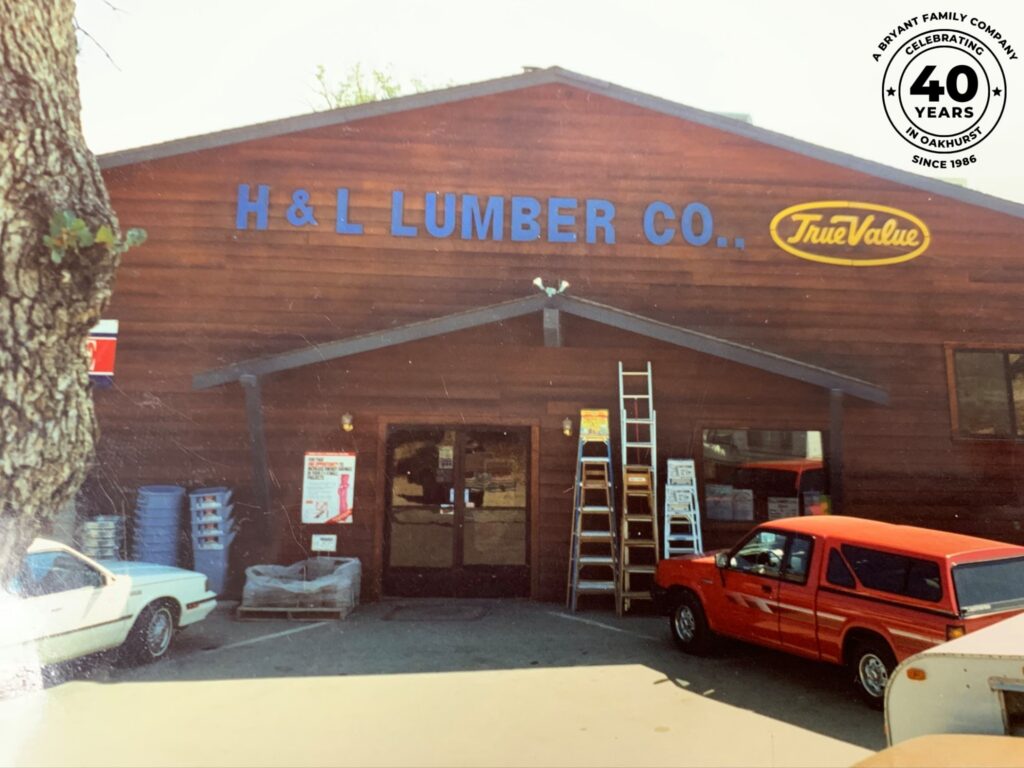 A BRYANT FAMILY COMPANY
CELEBRATING
40
YEARS
IN OAKHURST
SINCE 1986
H & L LUMBER CO..
True Value